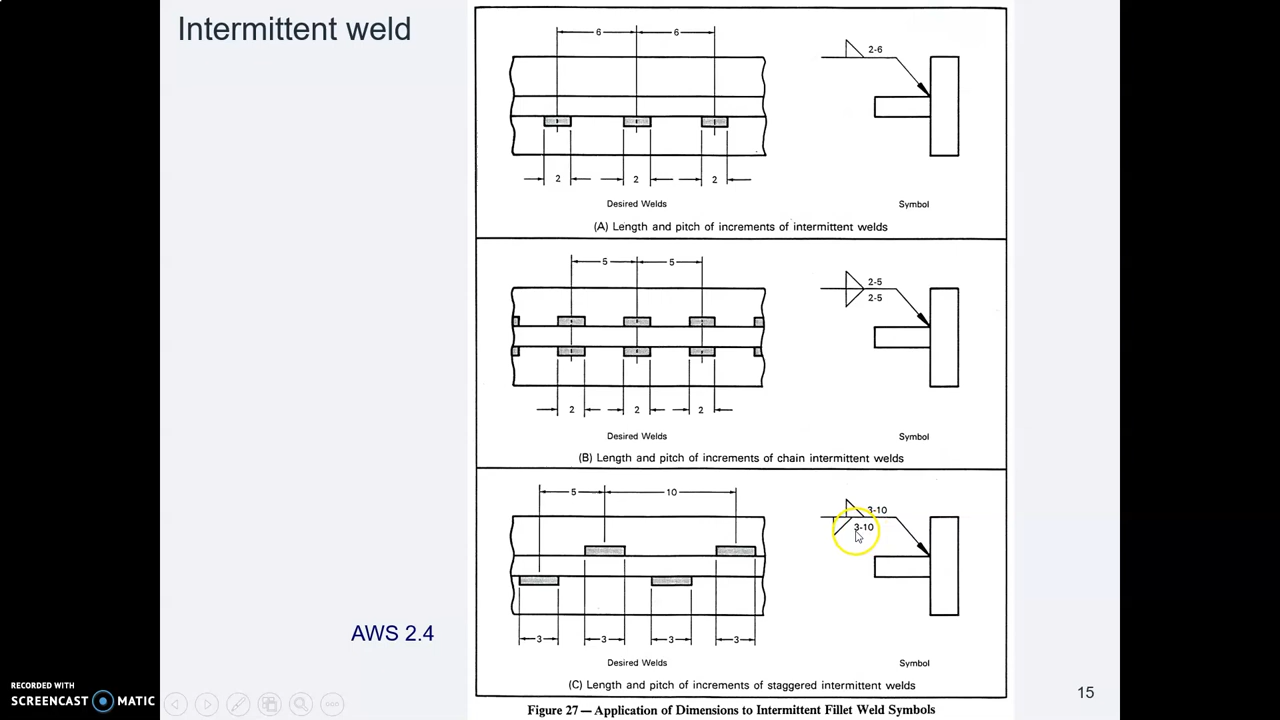 Intermittent weld
6 6
2-6
2 2 2
Desired Welds
Symbol
(A) Length and pitch of increments of intermittent welds
5 5
2-5
2-5
2 2 2
Desired Welds
Symbol
(B) Length and pitch of increments of chain intermittent welds
5 10
3-10
3-10
3 3 3 3
Desired Welds
Symbol
(C) Length and pitch of increments of staggered intermittent welds
Figure 27 — Application of Dimensions to Intermittent Fillet Weld Symbols
AWS 2.4
15
RECORDED WITH
SCREENCAST MATIC